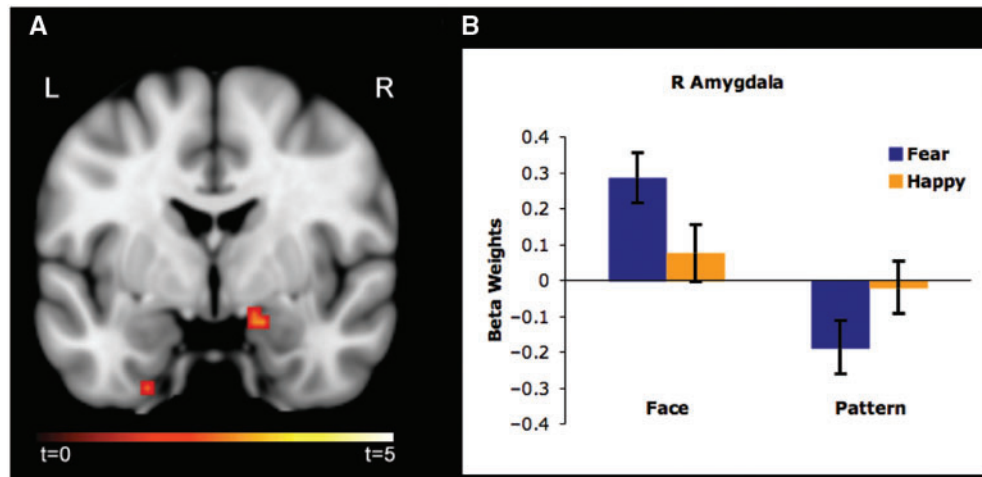 A
L
R
t=0
t=5
B
R Amygdala
Fear
Happy
Beta Weights
0.4
0.3
0.2
0.1
0
−0.1
−0.2
−0.3
−0.4
Face
Pattern